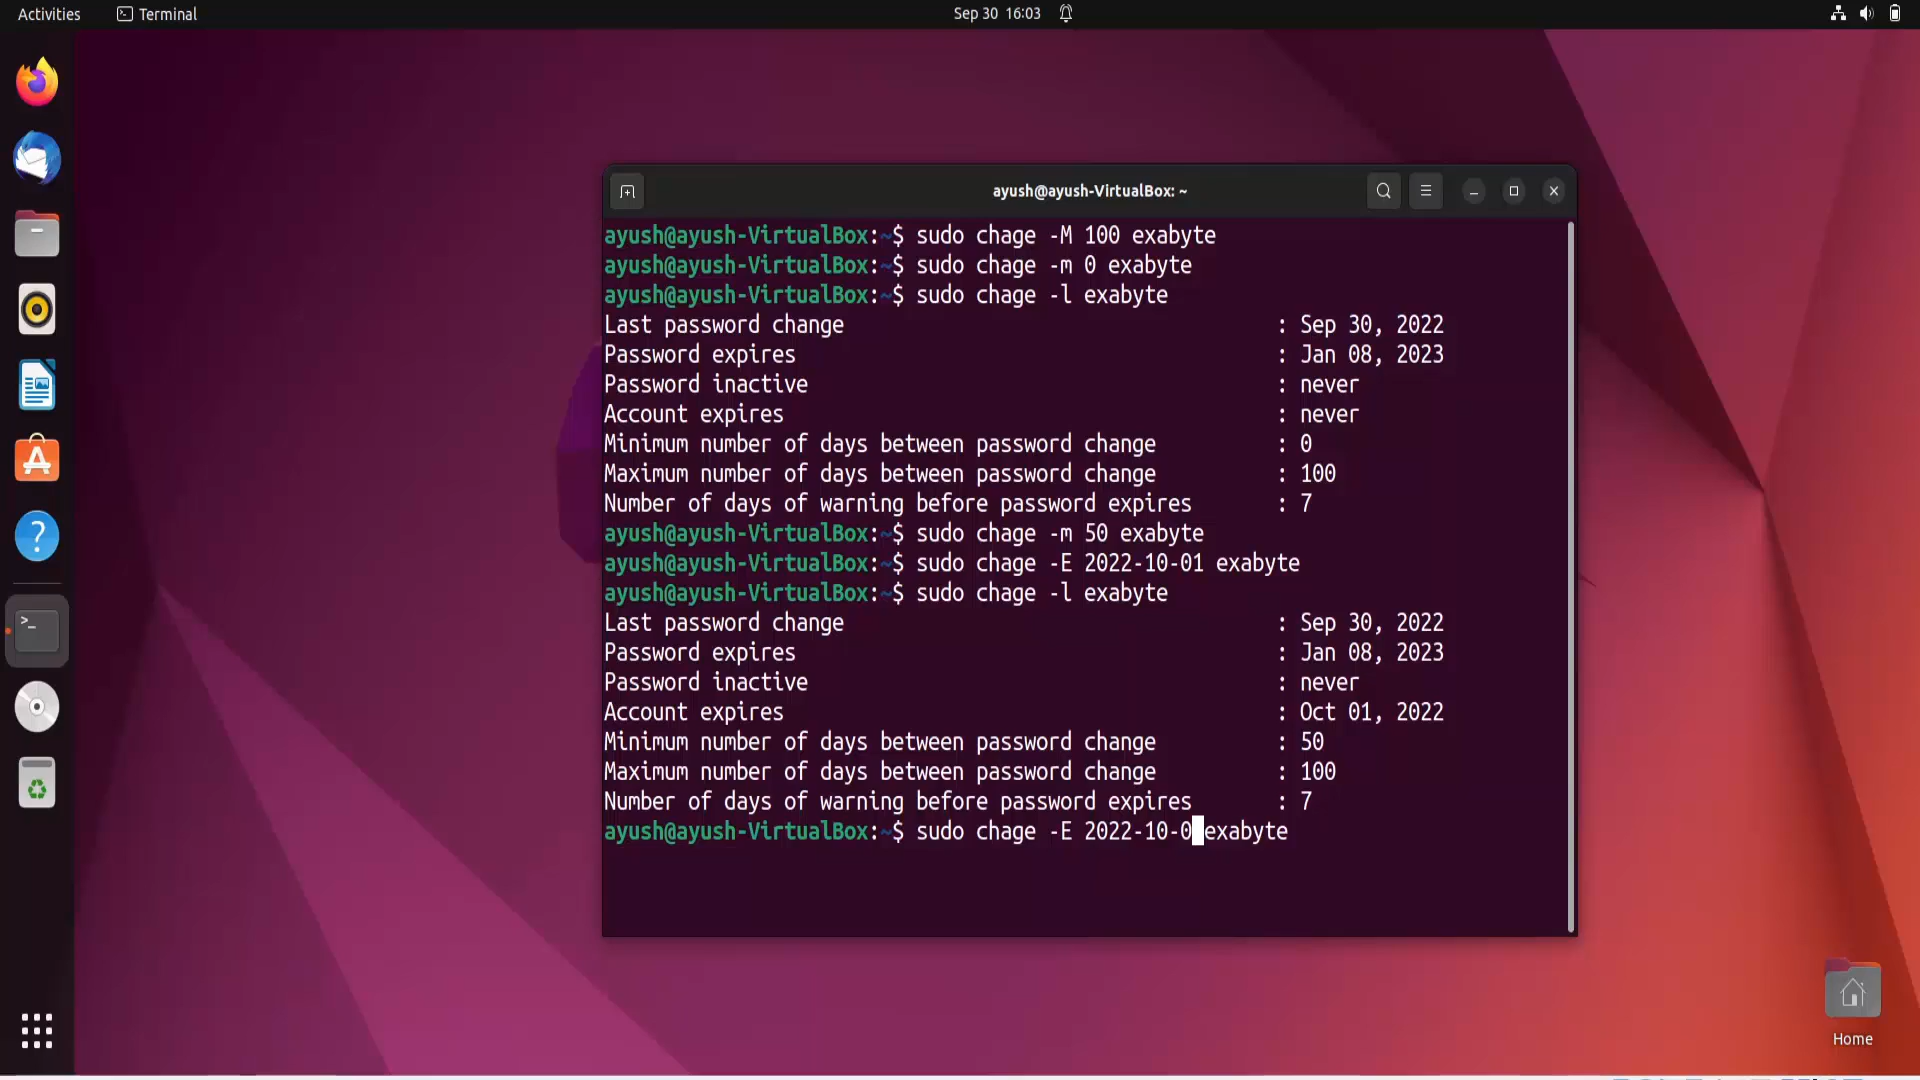 Activities
Terminal
Sep 30 16:03
ayush@ayush-VirtualBox: ~
ayush@ayush-VirtualBox:~$ sudo chage -M 100 exabyte
ayush@ayush-VirtualBox:~$ sudo chage -m 0 exabyte
ayush@ayush-VirtualBox:~$ sudo chage -l exabyte
Last password change : Sep 30, 2022
Password expires : Jan 08, 2023
Password inactive : never
Account expires : never
Minimum number of days between password change : 0
Maximum number of days between password change : 100
Number of days of warning before password expires : 7
ayush@ayush-VirtualBox:~$ sudo chage -m 50 exabyte
ayush@ayush-VirtualBox:~$ sudo chage -E 2022-10-01 exabyte
ayush@ayush-VirtualBox:~$ sudo chage -l exabyte
Last password change : Sep 30, 2022
Password expires : Jan 08, 2023
Password inactive : never
Account expires : Oct 01, 2022
Minimum number of days between password change : 50
Maximum number of days between password change : 100
Number of days of warning before password expires : 7
ayush@ayush-VirtualBox:~$ sudo chage -E 2022-10-0 exabyte
Home